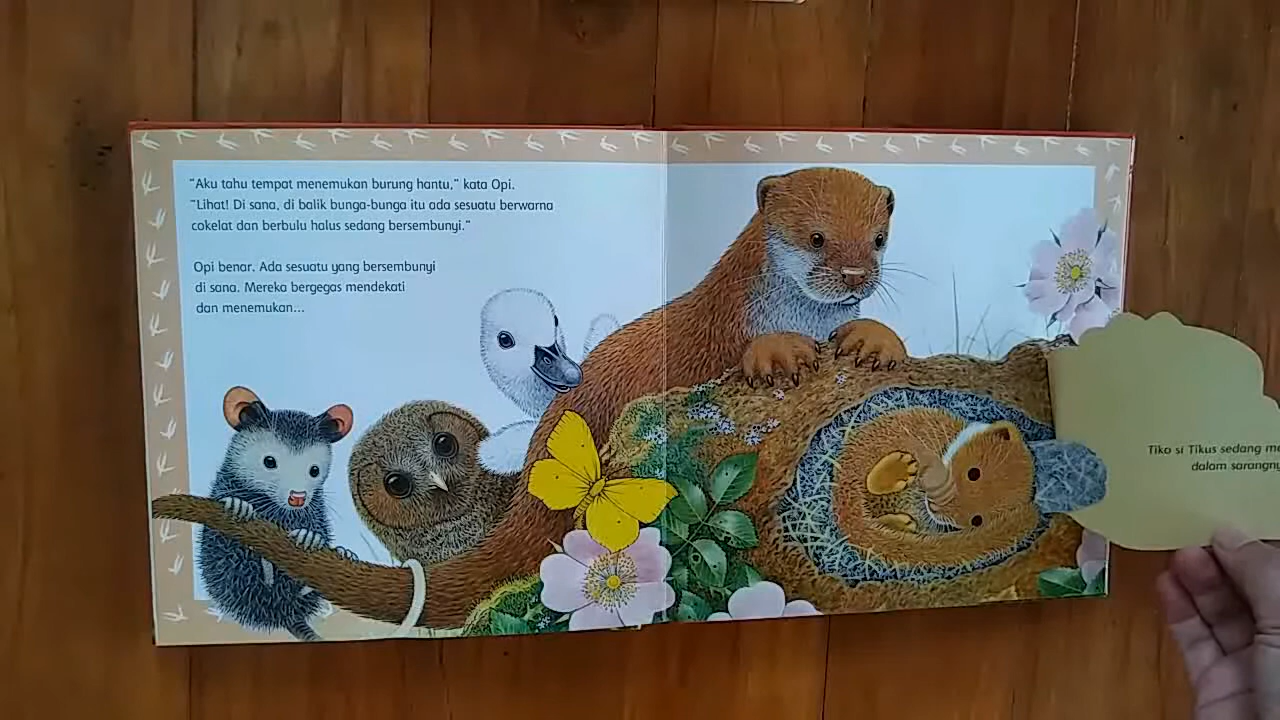 "Aku tahu tempat menemukan burung hantu," kata Opi.
"Lihat! Di sana, di balik bunga-bunga itu ada sesuatu berwarna
cokelat dan berbulu halus sedang bersembunyi."
Opi benar. Ada sesuatu yang bersembunyi
di sana. Mereka bergegas mendekati
dan menemukan...
Tiko si Tikus sedang
dalam